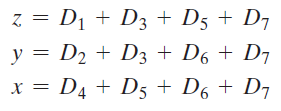 z = D₁ + D₃ + D₅ + D₇
y = D₂ + D₃ + D₆ + D₇
x = D₄ + D₅ + D₆ + D₇